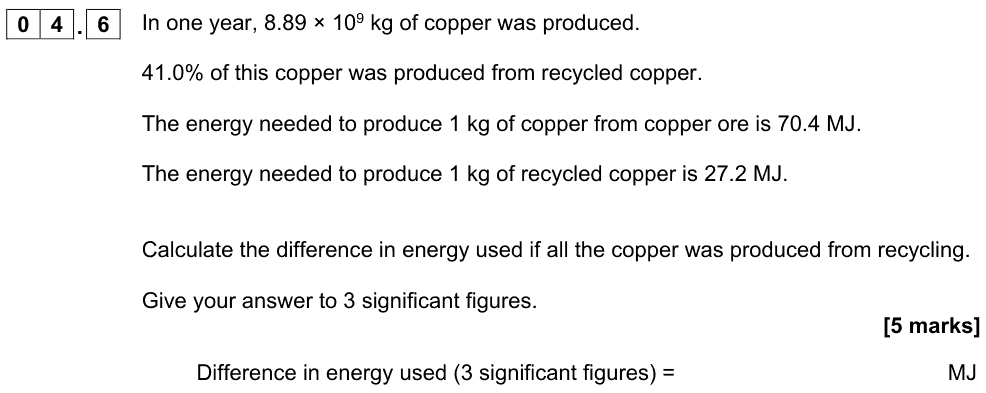 0 4 . 6 In one year, 8.89 × 10⁹ kg of copper was produced.
41.0% of this copper was produced from recycled copper.
The energy needed to produce 1 kg of copper from copper ore is 70.4 MJ.
The energy needed to produce 1 kg of recycled copper is 27.2 MJ.
Calculate the difference in energy used if all the copper was produced from recycling.
Give your answer to 3 significant figures.
[5 marks]
Difference in energy used (3 significant figures) = MJ